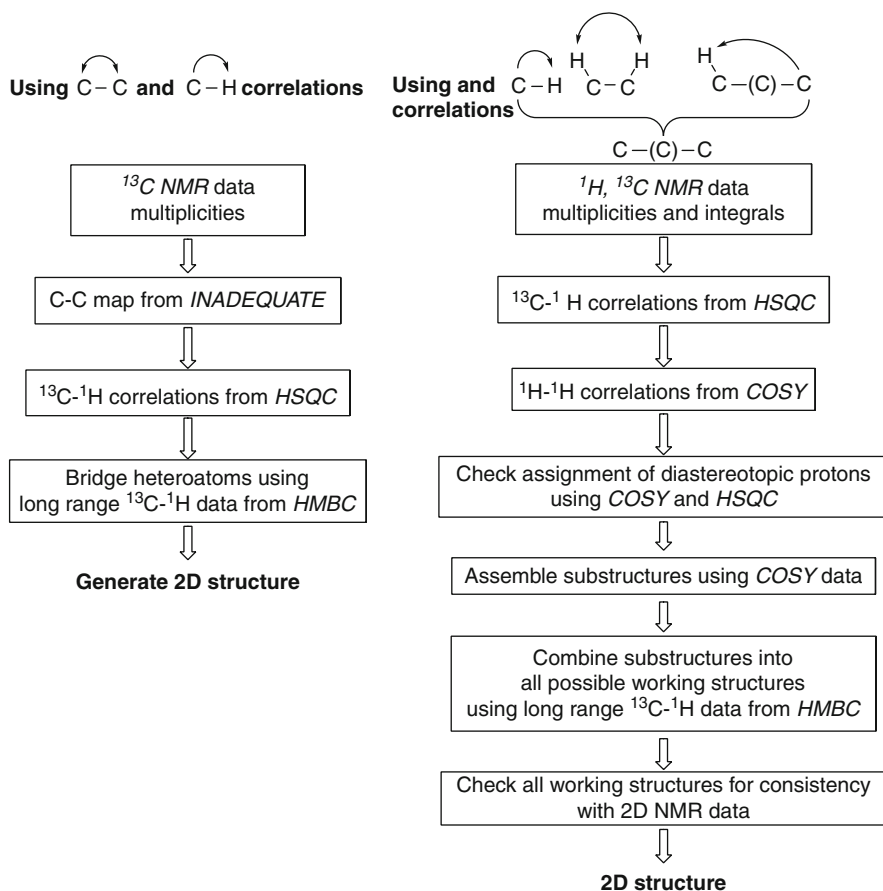 Using C – C and C – H correlations
¹³C NMR data
multiplicities
C-C map from INADEQUATE
¹³C-¹H correlations from HSQC
Bridge heteroatoms using
long range ¹³C-¹H data from HMBC
Generate 2D structure
H H H
Using and C – H C – C C – (C) – C
correlations
C – (C) – C
¹H, ¹³C NMR data
multiplicities and integrals
¹³C-¹ H correlations from HSQC
¹H-¹H correlations from COSY
Check assignment of diastereotopic protons
using COSY and HSQC
Assemble substructures using COSY data
Combine substructures into
all possible working structures
using long range ¹³C-¹H data from HMBC
Check all working structures for consistency
with 2D NMR data
2D structure